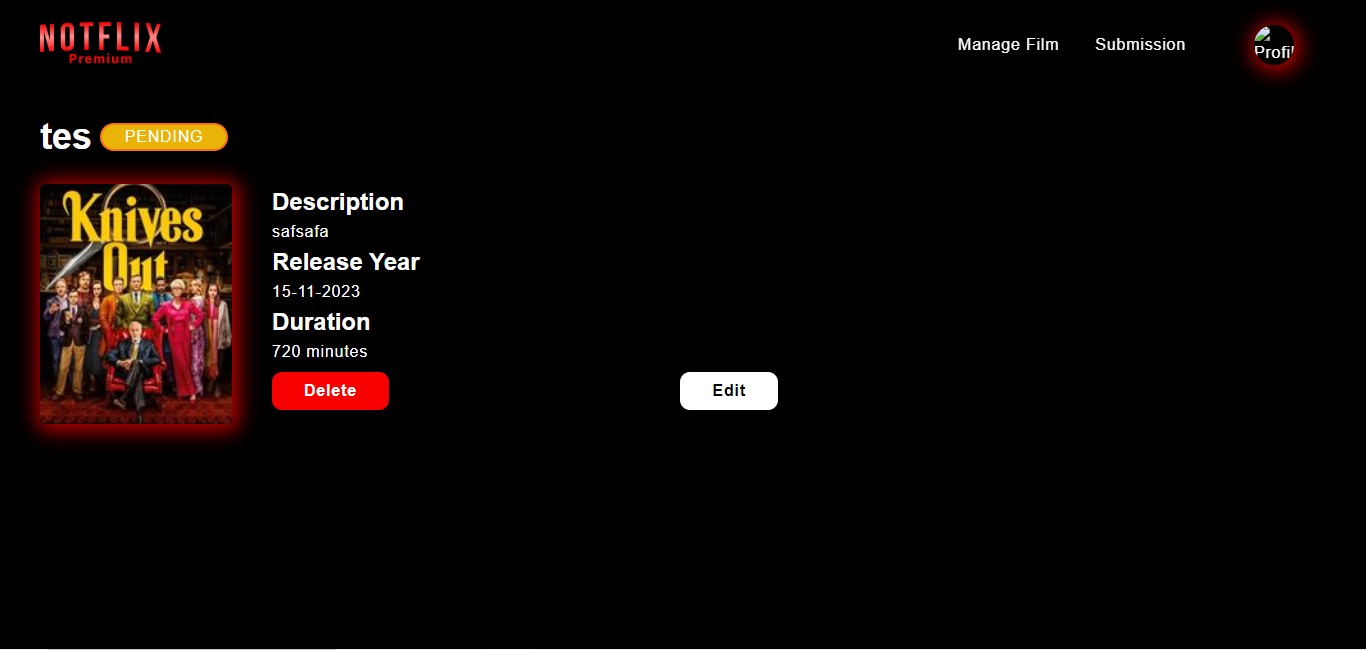 NOTFLIX
Premium
Manage Film
Submission
Profil
tes
PENDING
Knives
Out
Description
safsafa
Release Year
15-11-2023
Duration
720 minutes
Delete
Edit